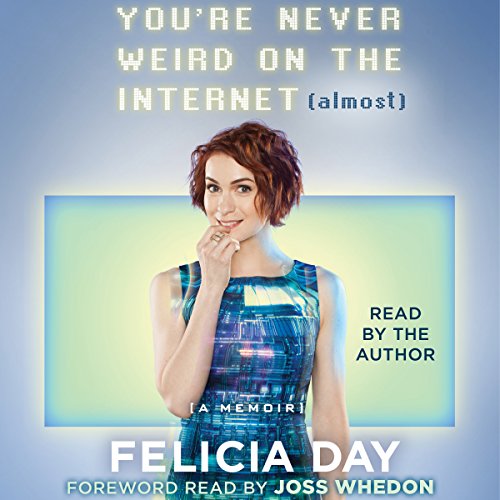 YOU'RE NEVER
WEIRD ON THE
INTERNET (almost)
READ
BY THE
AUTHOR
[A MEMOIR]
FELICIA DAY
FOREWORD READ BY JOSS WHEDON